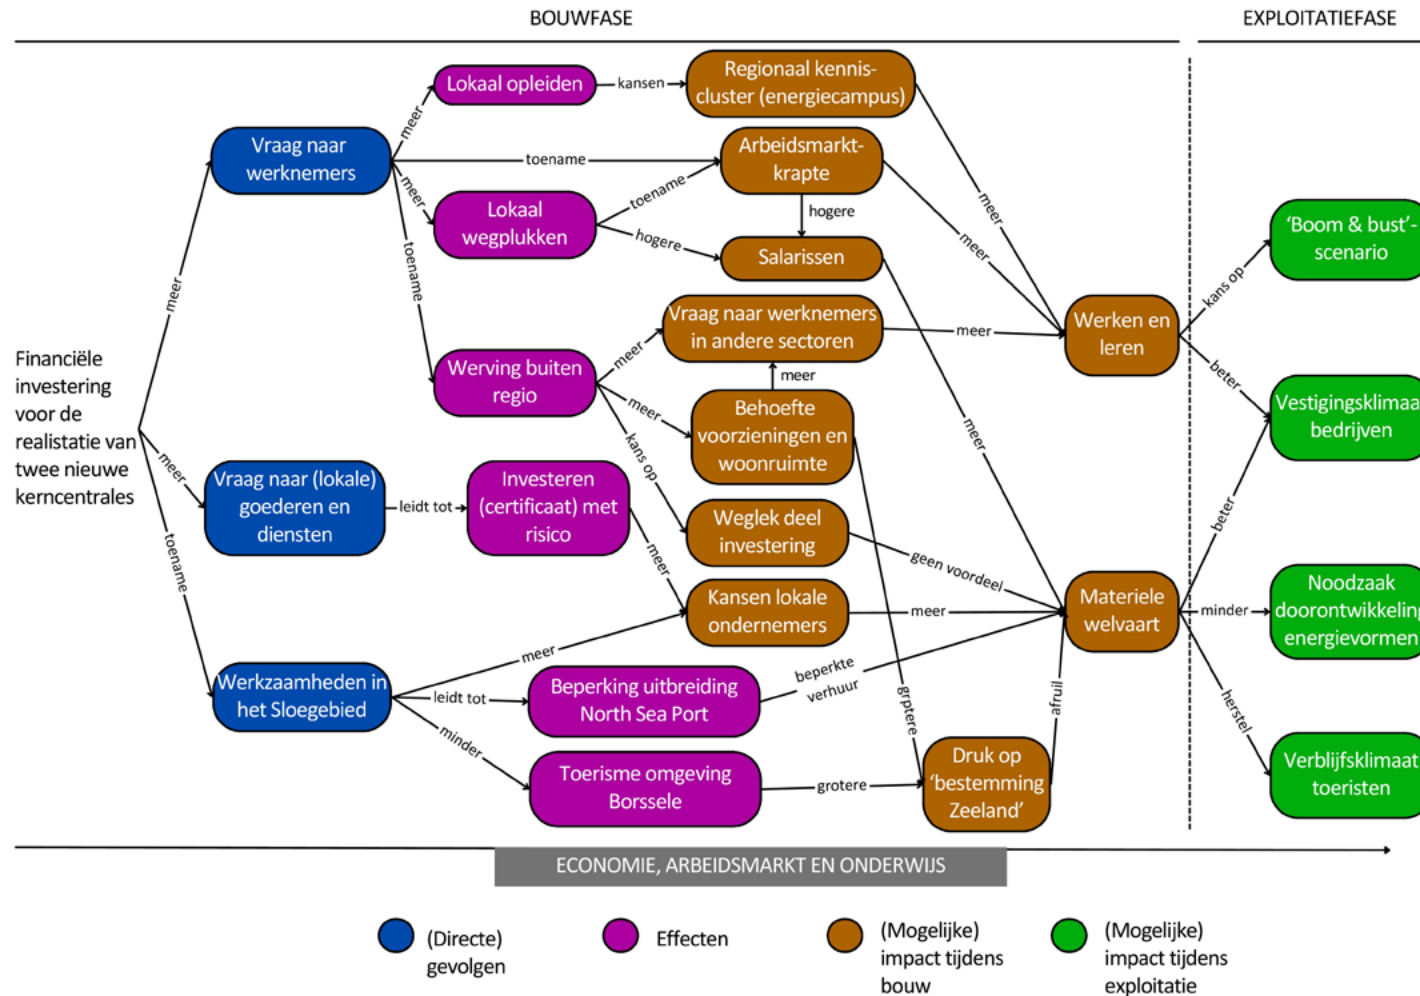 BOUWFASE
EXPLOITATIEFASE
Lokaal opleiden
kansen
Regionaal kennis-
cluster (energiecampus)
meer
Vraag naar
werknemers
toename
Arbeidsmarkt-
krapte
meer
Lokaal
wegplukken
toename
hogere
hogere
Salarissen
meer
meer
'Boom & bust'-
scenario
kans op
meer
toename
Vraag naar werknemers
in andere sectoren
meer
Werken en
leren
Financiële
investering
voor de
realistatie van
twee nieuwe
kerncentrales
Werving buiten
regio
meer
meer
meer
kans op
Behoefte
voorzieningen en
woonruimte
beter
Vestigingsklimaat
bedrijven
meer
meer
Vraag naar (lokale)
goederen en
diensten
leidt tot
Investeren
(certificaat) met
risico
Weglek deel
investering
geen voordeel
beter
toename
meer
Kansen lokale
ondernemers
meer
Materiele
welvaart
minder
Noodzaak
doorontwikkeling
energievormen
Werkzaamheden in
het Sloegebied
meer
leidt tot
minder
Beperking uitbreiding
North Sea Port
beperkte
verhuur
grotere
afruil
herstel
Toerisme omgeving
Borssele
grotere
Druk op
'bestemming
Zeeland'
Verblijfsklimaat
toeristen
ECONOMIE, ARBEIDSMARKT EN ONDERWIJS
(Directe)
gevolgen
Effecten
(Mogelijke)
impact tijdens
bouw
(Mogelijke)
impact tijdens
exploitatie